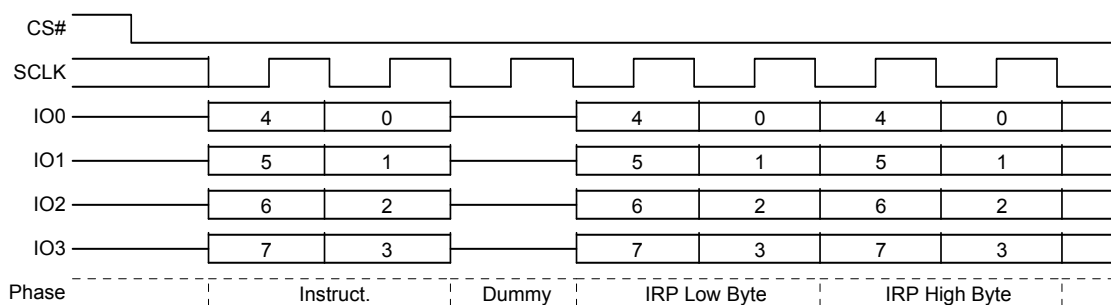 CS#
SCLK
IO0 4 0 4 0 4 0
IO1 5 1 5 1 5 1
IO2 6 2 6 2 6 2
IO3 7 3 7 3 7 3
Phase Instruct. Dummy IRP Low Byte IRP High Byte